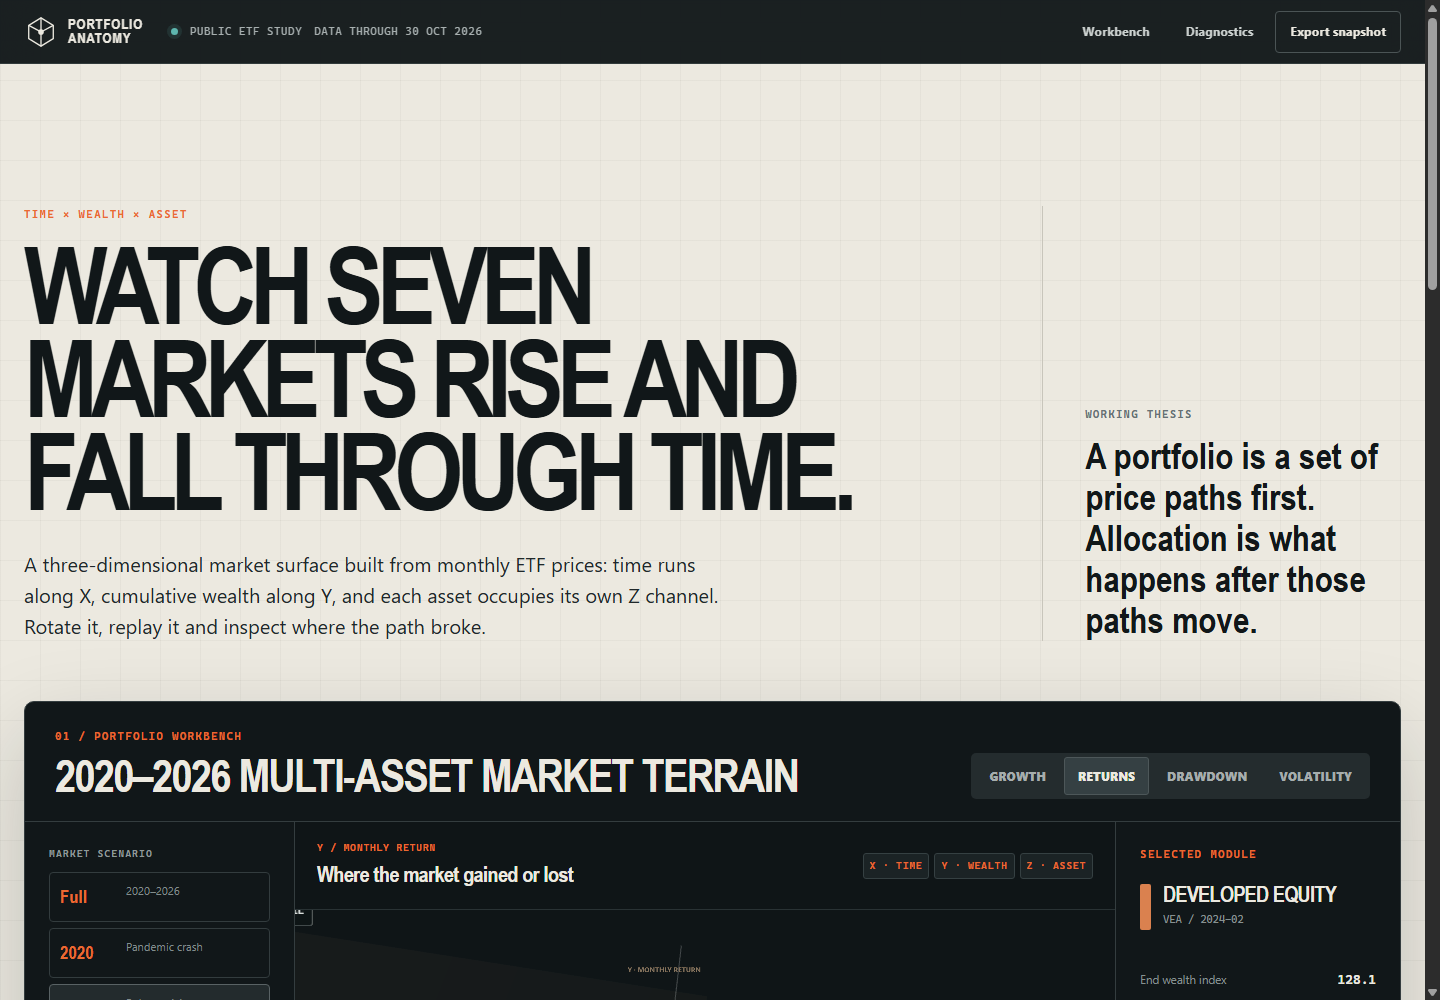 PORTFOLIO
ANATOMY
PUBLIC ETF STUDY DATA THROUGH 30 OCT 2026
Workbench
Diagnostics
Export snapshot
TIME × WEALTH × ASSET
WATCH SEVEN
MARKETS RISE AND
FALL THROUGH TIME.
A three-dimensional market surface built from monthly ETF prices: time runs
along X, cumulative wealth along Y, and each asset occupies its own Z channel.
Rotate it, replay it and inspect where the path broke.
WORKING THESIS
A portfolio is a set of
price paths first.
Allocation is what
happens after those
paths move.
01 / PORTFOLIO WORKBENCH
2020–2026 MULTI-ASSET MARKET TERRAIN
GROWTH
RETURNS
DRAWDOWN
VOLATILITY
MARKET SCENARIO
Full
2020–2026
2020
Pandemic crash
Y / MONTHLY RETURN
Where the market gained or lost
X · TIME
Y · WEALTH
Z · ASSET
Y · MONTHLY RETURN
SELECTED MODULE
DEVELOPED EQUITY
VEA / 2024–02
End wealth index
128.1